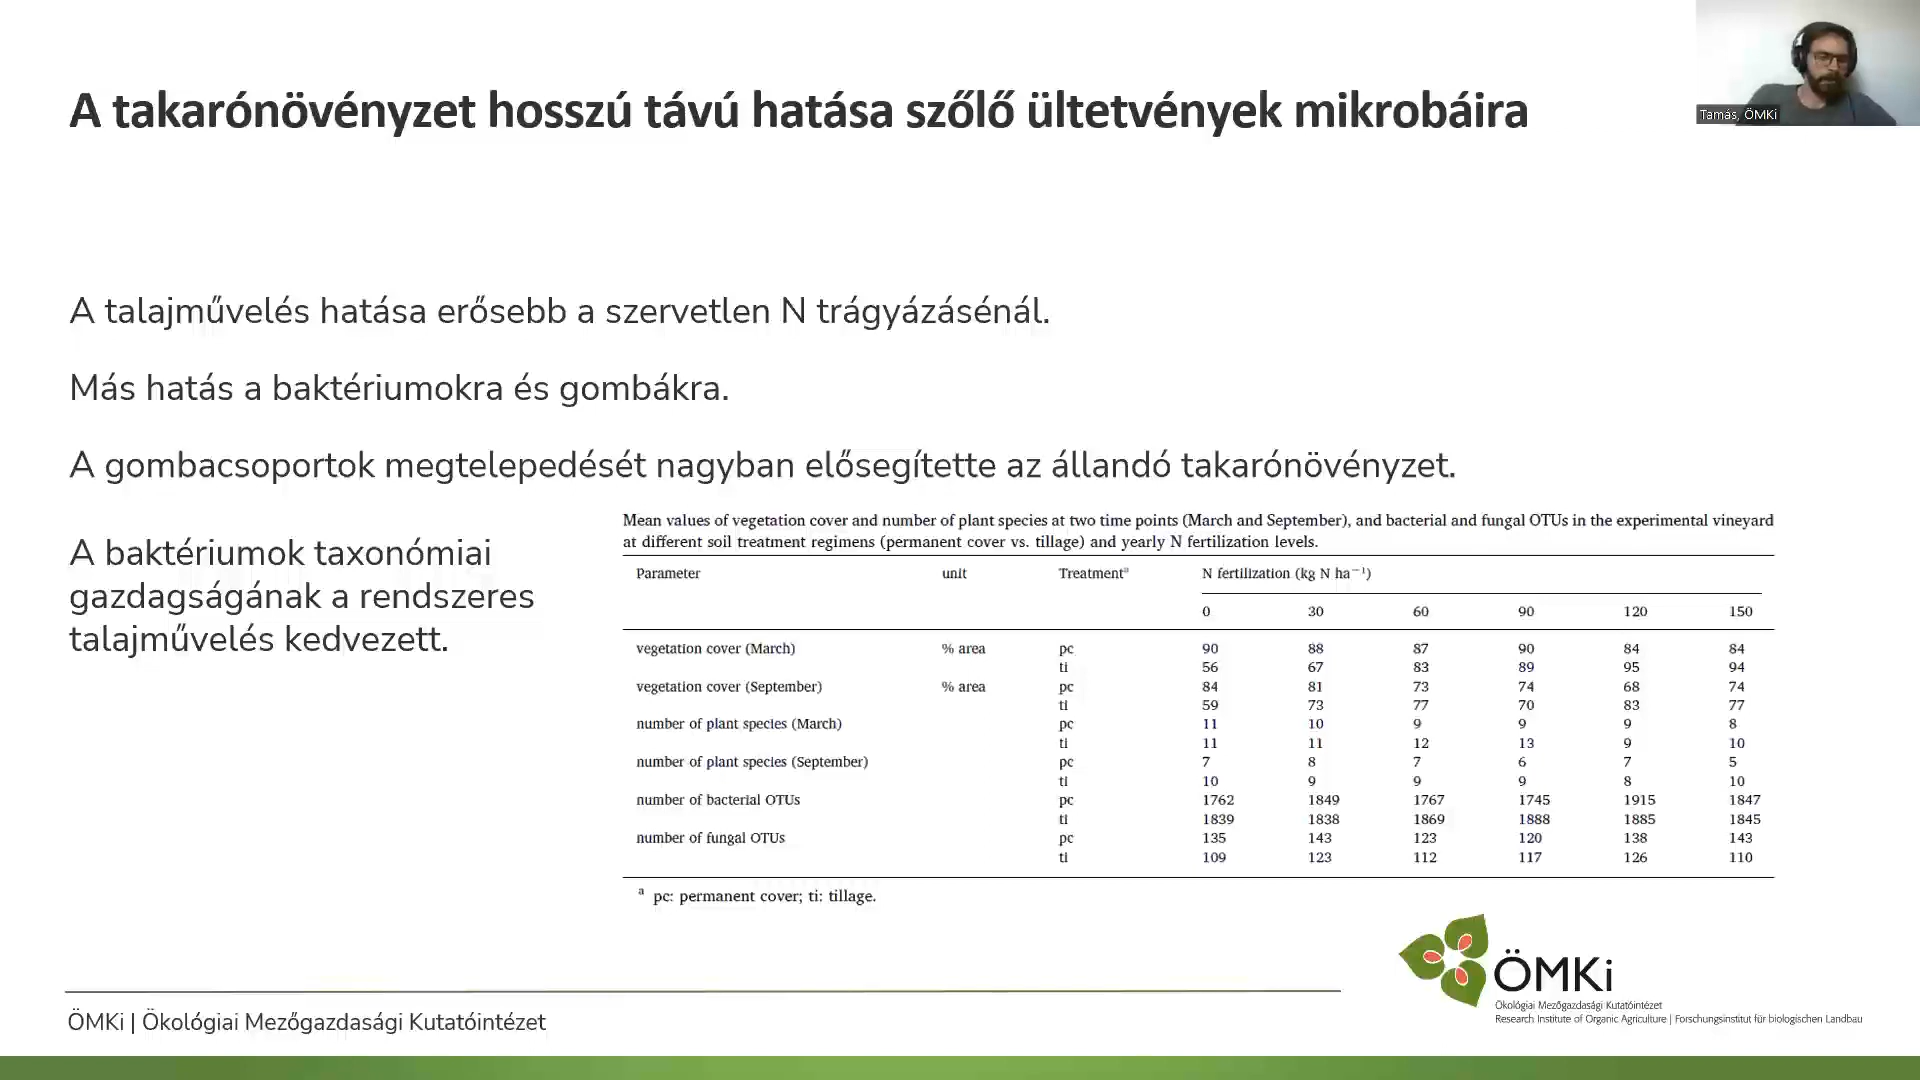 A takarónövényzet hosszú távú hatása szőlő ültetvények mikrobáira
Tamás, ÖMKi
A talajművelés hatása erősebb a szervetlen N trágyázásénál.
Más hatás a baktériumokra és gombákra.
A gombacsoportok megtelepedését nagyban elősegítette az állandó takarónövényzet.
A baktériumok taxonómiai
gazdagságának a rendszeres
talajművelés kedvezett.
Mean values of vegetation cover and number of plant species at two time points (March and September), and bacterial and fungal OTUs in the experimental vineyard
at different soil treatment regimens (permanent cover vs. tillage) and yearly N fertilization levels.
Parameter unit Treatmentᵃ N fertilization (kg N ha⁻¹)
0 30 60 90 120 150
vegetation cover (March) % area pc 90 88 87 90 84 84
ti 56 67 83 89 95 94
vegetation cover (September) % area pc 84 81 73 74 68 74
ti 59 73 77 70 83 77
number of plant species (March) pc 11 10 9 9 9 8
ti 11 11 12 13 9 10
number of plant species (September) pc 7 8 7 6 7 5
ti 10 9 9 9 8 10
number of bacterial OTUs pc 1762 1849 1767 1745 1915 1847
ti 1839 1838 1869 1888 1885 1845
number of fungal OTUs pc 135 143 123 120 138 143
ti 109 123 112 117 126 110
ᵃ pc: permanent cover; ti: tillage.
ÖMKi
Ökológiai Mezőgazdasági Kutatóintézet
Research Institute of Organic Agriculture | Forschungsinstitut für biologischen Landbau
ÖMKi | Ökológiai Mezőgazdasági Kutatóintézet